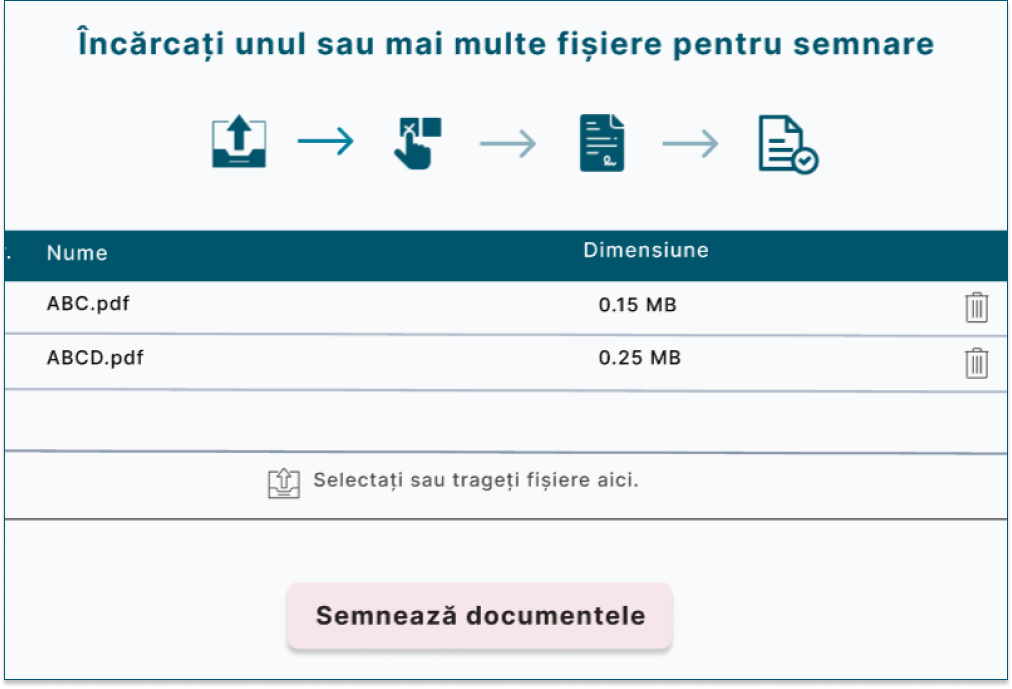 Încărcați unul sau mai multe fișiere pentru semnare
Nume Dimensiune
ABC.pdf 0.15 MB
ABCD.pdf 0.25 MB
Selectați sau trageți fișiere aici.
Semnează documentele